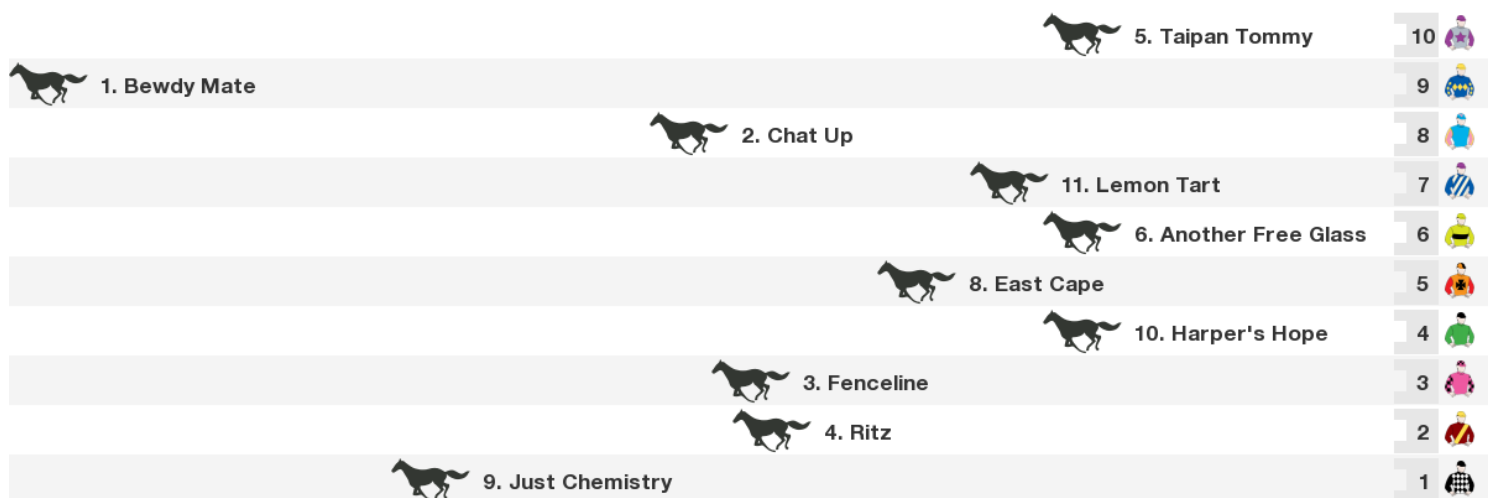 5. Taipan Tommy 10
1. Bewdy Mate 9
2. Chat Up 8
11. Lemon Tart 7
6. Another Free Glass 6
8. East Cape 5
10. Harper's Hope 4
3. Fenceline 3
4. Ritz 2
9. Just Chemistry 1